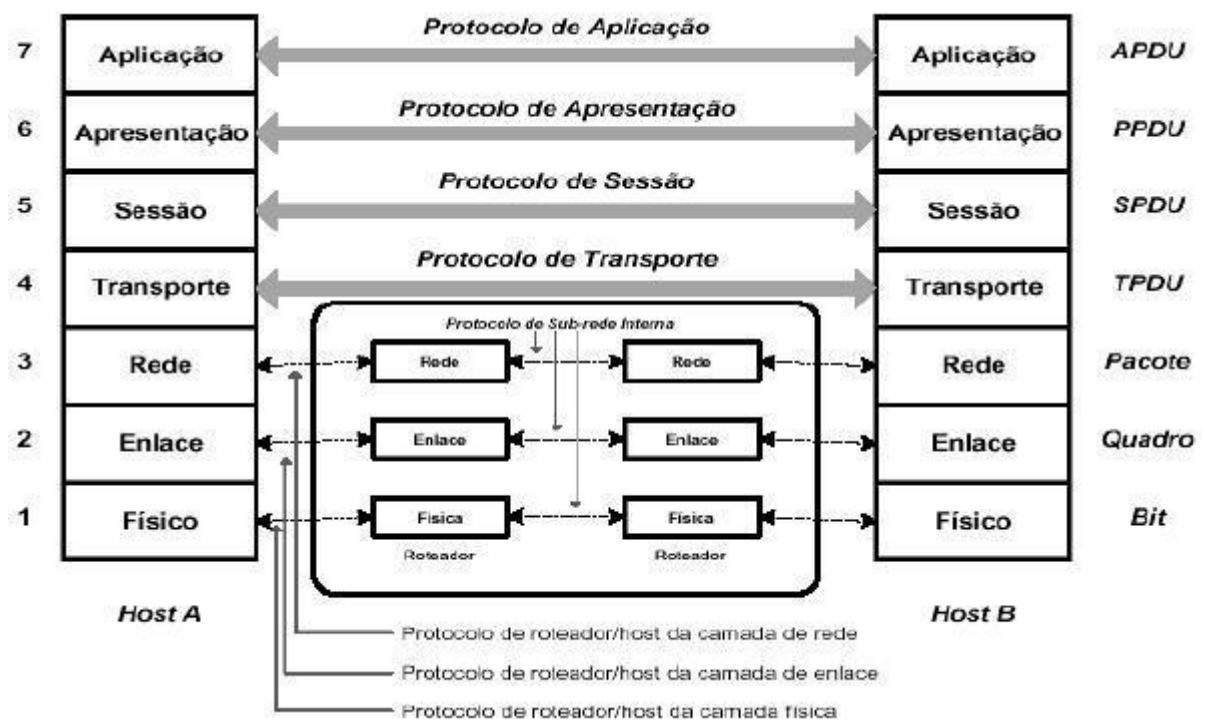 Protocolo de Aplicação
7 Aplicação Aplicação APDU
Protocolo de Apresentação
6 Apresentação Apresentação PPDU
Protocolo de Sessão
5 Sessão Sessão SPDU
Protocolo de Transporte
4 Transporte Transporte TPDU
Protocolo de Sub-rede Interna
3 Rede Rede Rede Rede Pacote
2 Enlace Enlace Enlace Enlace Quadro
1 Físico Física Física Físico Bit
Roteador Roteador
Host A Host B
Protocolo de roteador/host da camada de rede
Protocolo de roteador/host da camada de enlace
Protocolo de roteador/host da camada física